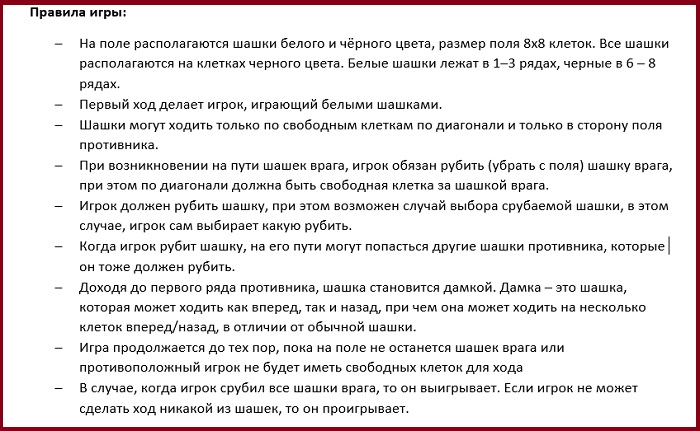 Правила игры:
– На поле располагаются шашки белого и чёрного цвета, размер поля 8х8 клеток. Все шашки
располагаются на клетках черного цвета. Белые шашки лежат в 1–3 рядах, черные в 6 – 8
рядах.
– Первый ход делает игрок, играющий белыми шашками.
– Шашки могут ходить только по свободным клеткам по диагонали и только в сторону поля
противника.
– При возникновении на пути шашек врага, игрок обязан рубить (убрать с поля) шашку врага,
при этом по диагонали должна быть свободная клетка за шашкой врага.
– Игрок должен рубить шашку, при этом возможен случай выбора срубаемой шашки, в этом
случае, игрок сам выбирает какую рубить.
– Когда игрок рубит шашку, на его пути могут попасться другие шашки противника, которые
он тоже должен рубить.
– Доходя до первого ряда противника, шашка становится дамкой. Дамка – это шашка,
которая может ходить как вперед, так и назад, при чем она может ходить на несколько
клеток вперед/назад, в отличии от обычной шашки.
– Игра продолжается до тех пор, пока на поле не останется шашек врага или
противоположный игрок не будет иметь свободных клеток для хода
– В случае, когда игрок срубил все шашки врага, то он выигрывает. Если игрок не может
сделать ход никакой из шашек, то он проигрывает.